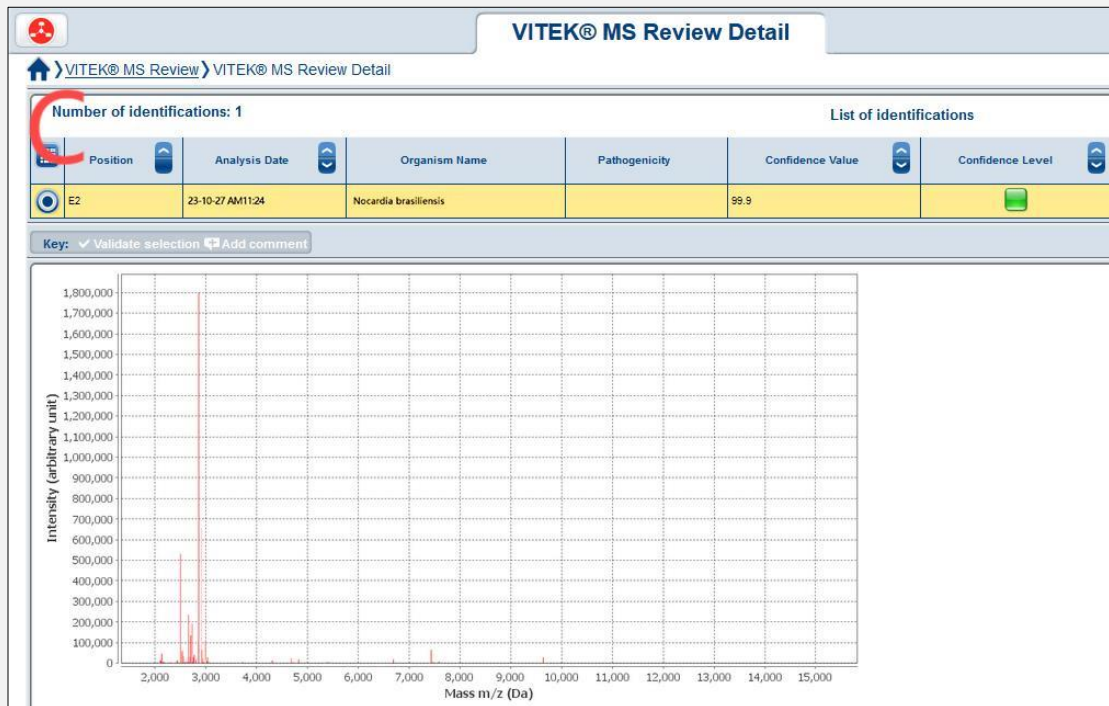 VITEK® MS Review Detail
VITEK® MS Review VITEK® MS Review Detail
C
Number of identifications: 1 List of identifications
Position Analysis Date Organism Name Pathogenicity Confidence Value Confidence Level
E2 23-10-27 AM11:24 Nocardia brasiliensis 99.9
Key: Validate selection Add comment
1,800,000
1,700,000
1,600,000
1,500,000
1,400,000
1,300,000
1,200,000
1,100,000
1,000,000
900,000
800,000
700,000
600,000
500,000
400,000
300,000
200,000
100,000
0
Intensity (arbitrary unit)
2,000 3,000 4,000 5,000 6,000 7,000 8,000 9,000 10,000 11,000 12,000 13,000 14,000 15,000
Mass m/z (Da)